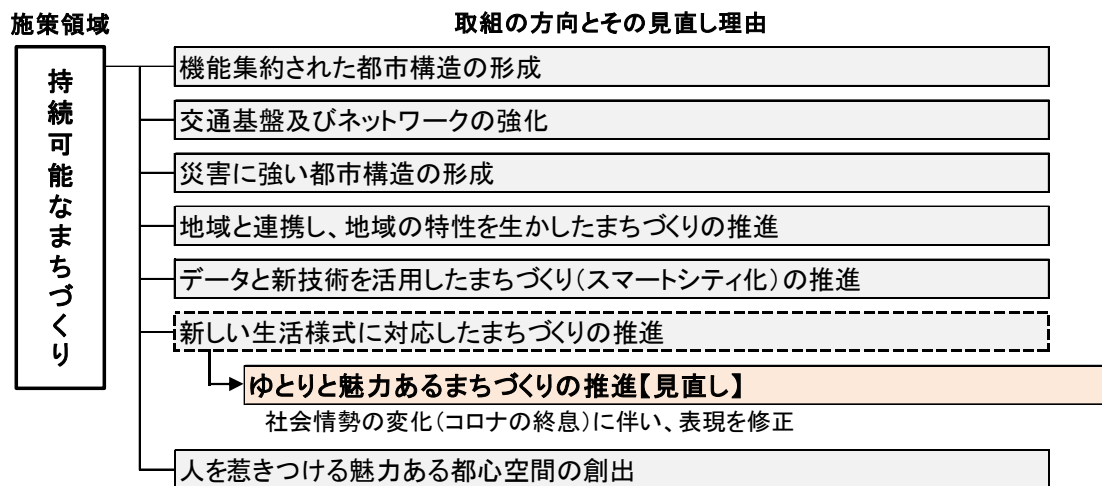 施策領域
取組の方向とその見直し理由
持続可能なまちづくり
機能集約された都市構造の形成
交通基盤及びネットワークの強化
災害に強い都市構造の形成
地域と連携し、地域の特性を生かしたまちづくりの推進
データと新技術を活用したまちづくり(スマートシティ化)の推進
新しい生活様式に対応したまちづくりの推進
ゆとりと魅力あるまちづくりの推進【見直し】
社会情勢の変化(コロナの終息)に伴い、表現を修正
人を惹きつける魅力ある都心空間の創出